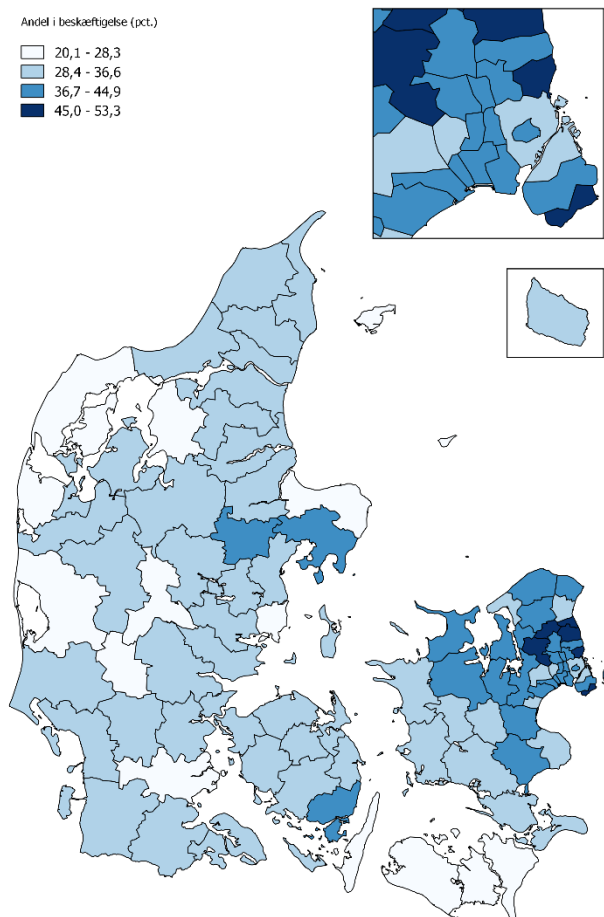 Andel i beskæftigelse (pct.)
20,1 - 28,3
28,4 - 36,6
36,7 - 44,9
45,0 - 53,3